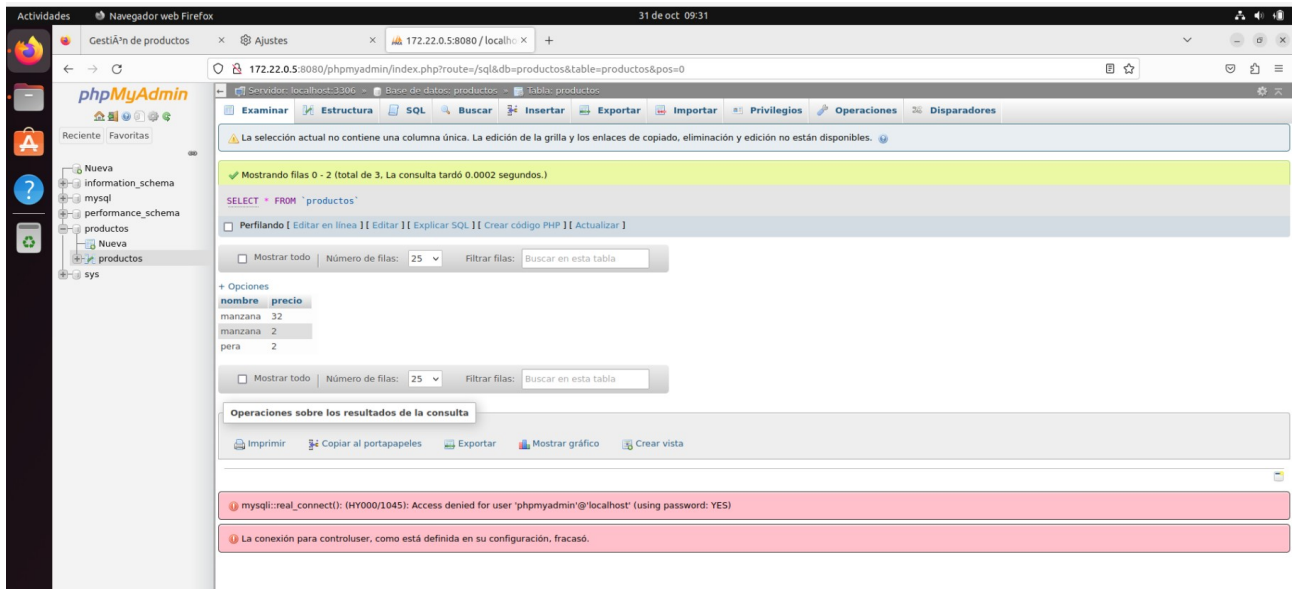 Actividades Navegador web Firefox 31 de oct 09:31
GestiÃ³n de productos × Ajustes × 172.22.0.5:8080 / localho × +
172.22.0.5:8080/phpmyadmin/index.php?route=/sql&db=productos&table=productos&pos=0
phpMyAdmin
Reciente Favoritas
Nueva
information_schema
mysql
performance_schema
productos
Nueva
productos
sys
Servidor: localhost:3306 » Base de datos: productos » Tabla: productos
Examinar Estructura SQL Buscar Insertar Exportar Importar Privilegios Operaciones Disparadores
La selección actual no contiene una columna única. La edición de la grilla y los enlaces de copiado, eliminación y edición no están disponibles.
Mostrando filas 0 - 2 (total de 3, La consulta tardó 0.0002 segundos.)
SELECT * FROM `productos`
Perfilando [ Editar en línea ] [ Editar ] [ Explicar SQL ] [ Crear código PHP ] [ Actualizar ]
Mostrar todo | Número de filas: 25 Filtrar filas: Buscar en esta tabla
+ Opciones
nombre precio
manzana 32
manzana 2
pera 2
Mostrar todo | Número de filas: 25 Filtrar filas: Buscar en esta tabla
Operaciones sobre los resultados de la consulta
Imprimir Copiar al portapapeles Exportar Mostrar gráfico Crear vista
mysqli::real_connect(): (HY000/1045): Access denied for user 'phpmyadmin'@'localhost' (using password: YES)
La conexión para controluser, como está definida en su configuración, fracasó.